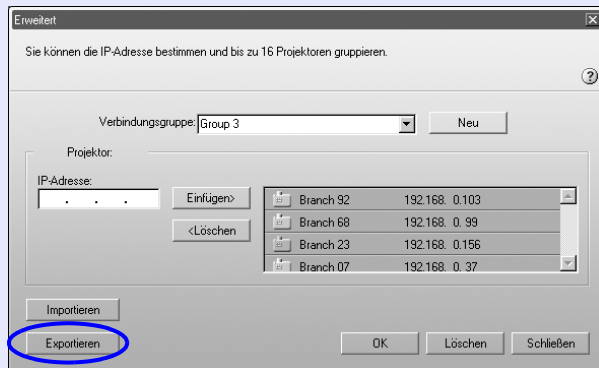 Erweitert
Sie können die IP-Adresse bestimmen und bis zu 16 Projektoren gruppieren.
?
Verbindungsgruppe: Group 3 Neu
Projektor:
IP-Adresse:
. . .
Einfügen>
<Löschen
Branch 92 192.168. 0.103
Branch 68 192.168. 0. 99
Branch 23 192.168. 0.156
Branch 07 192.168. 0. 37
Importieren
Exportieren OK Löschen Schließen